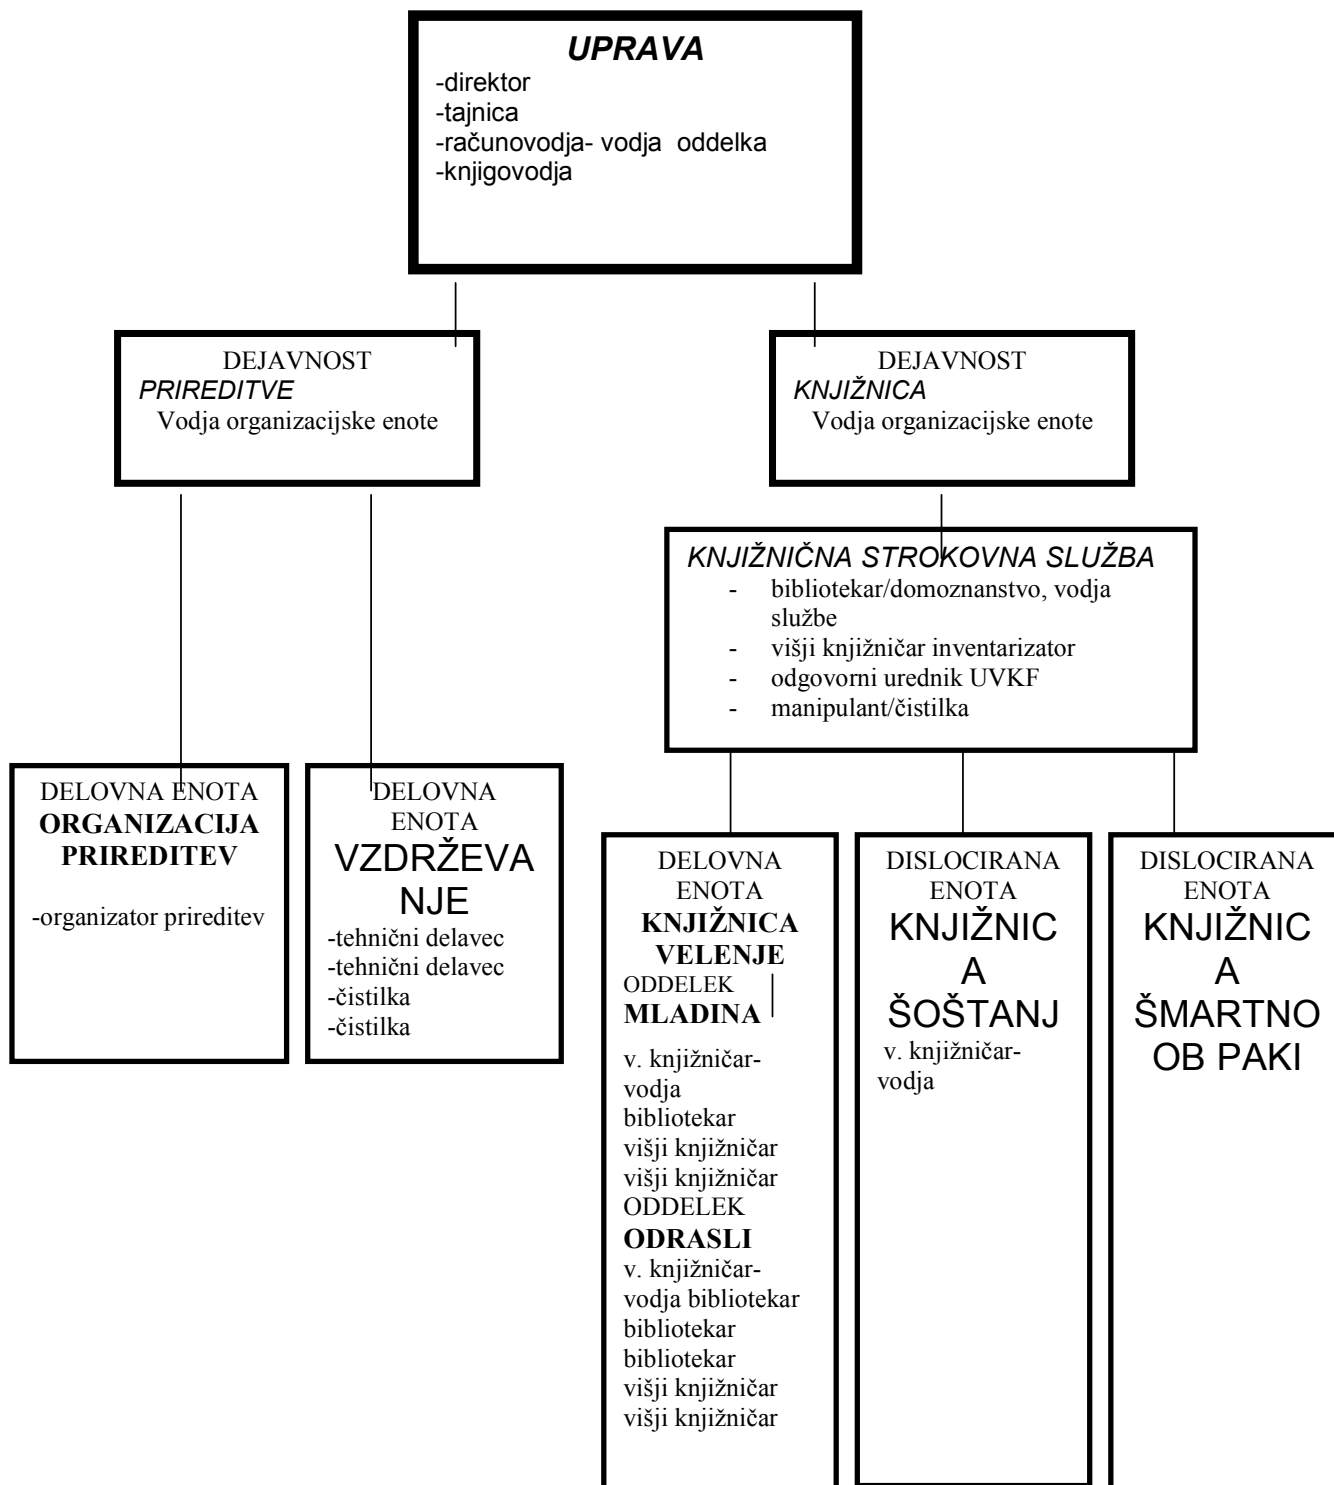 UPRAVA
-direktor
-tajnica
-računovodja- vodja  oddelka
-knjigovodja
DEJAVNOST
PRIREDITVE
Vodja organizacijske enote
DEJAVNOST
KNJIŽNICA
Vodja organizacijske enote
KNJIŽNIČNA STROKOVNA SLUŽBA
- bibliotekar/domoznanstvo, vodja
službe
- višji knjižničar inventarizator
- odgovorni urednik UVKF
- manipulant/čistilka
DELOVNA ENOTA
ORGANIZACIJA
PRIREDITEV
-organizator prireditev
DELOVNA
ENOTA
VZDRŽEVA
NJE
-tehnični delavec
-tehnični delavec
-čistilka
-čistilka
DELOVNA
ENOTA
KNJIŽNICA
VELENJE
ODDELEK
MLADINA
v. knjižničar-
vodja
bibliotekar
višji knjižničar
višji knjižničar
ODDELEK
ODRASLI
v. knjižničar-
vodja bibliotekar
bibliotekar
bibliotekar
višji knjižničar
višji knjižničar
DISLOCIRANA
ENOTA
KNJIŽNIC
A
ŠOŠTANJ
v. knjižničar-
vodja
DISLOCIRANA
ENOTA
KNJIŽNIC
A
ŠMARTNO
OB PAKI